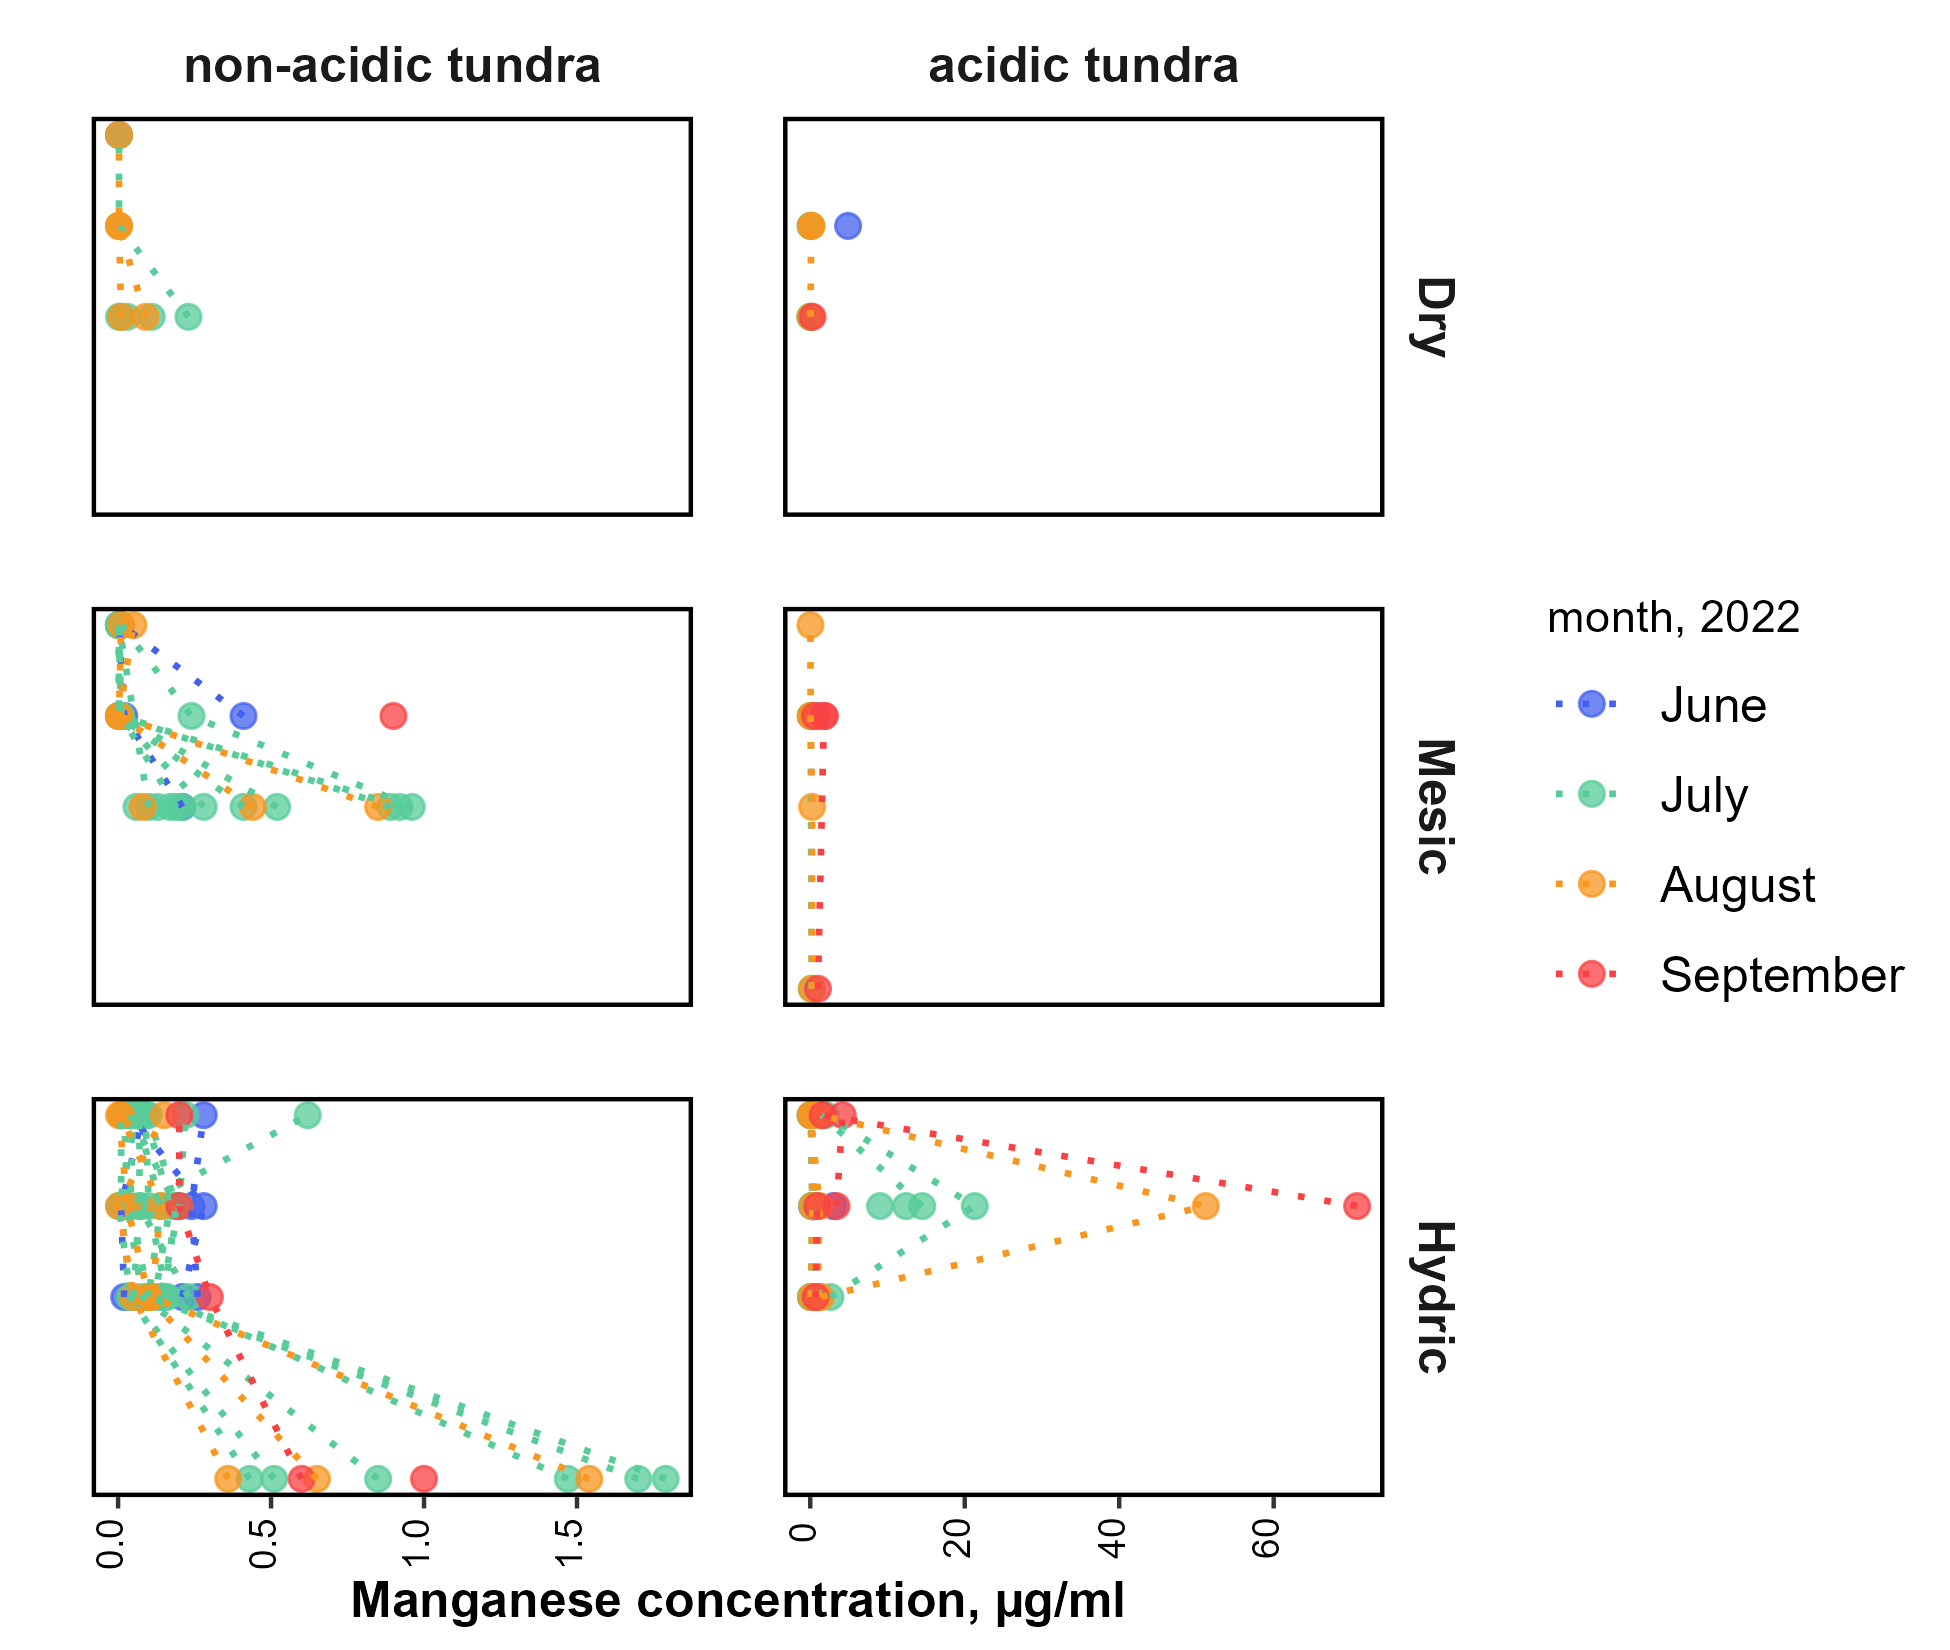 non-acidic tundra
acidic tundra
Dry
Mesic
Hydric
month, 2022
June
July
August
September
0.0
0.5
1.0
1.5
0
20
40
60
Manganese concentration, µg/ml